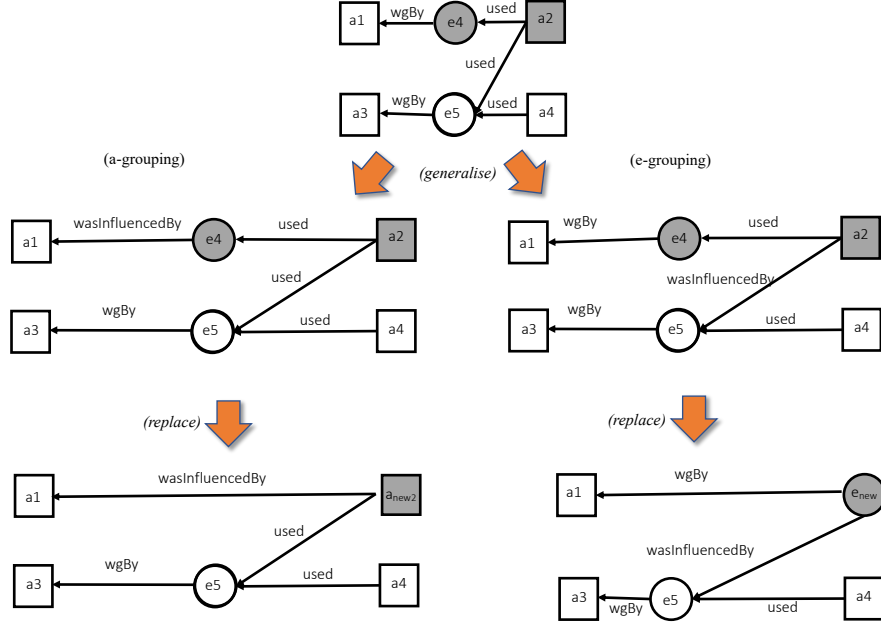 a1
wgBy
e4
used
a2
used
a3
wgBy
e5
used
a4
(a-grouping)
(generalise)
(e-grouping)
a1
wasInfluencedBy
e4
used
a2
used
a3
wgBy
e5
used
a4
a1
wgBy
e4
used
a2
wasInfluencedBy
a3
wgBy
e5
used
a4
(replace)
(replace)
a1
wasInfluencedBy
anew2
used
a3
wgBy
e5
used
a4
a1
wgBy
enew
wasInfluencedBy
a3
wgBy
e5
used
a4